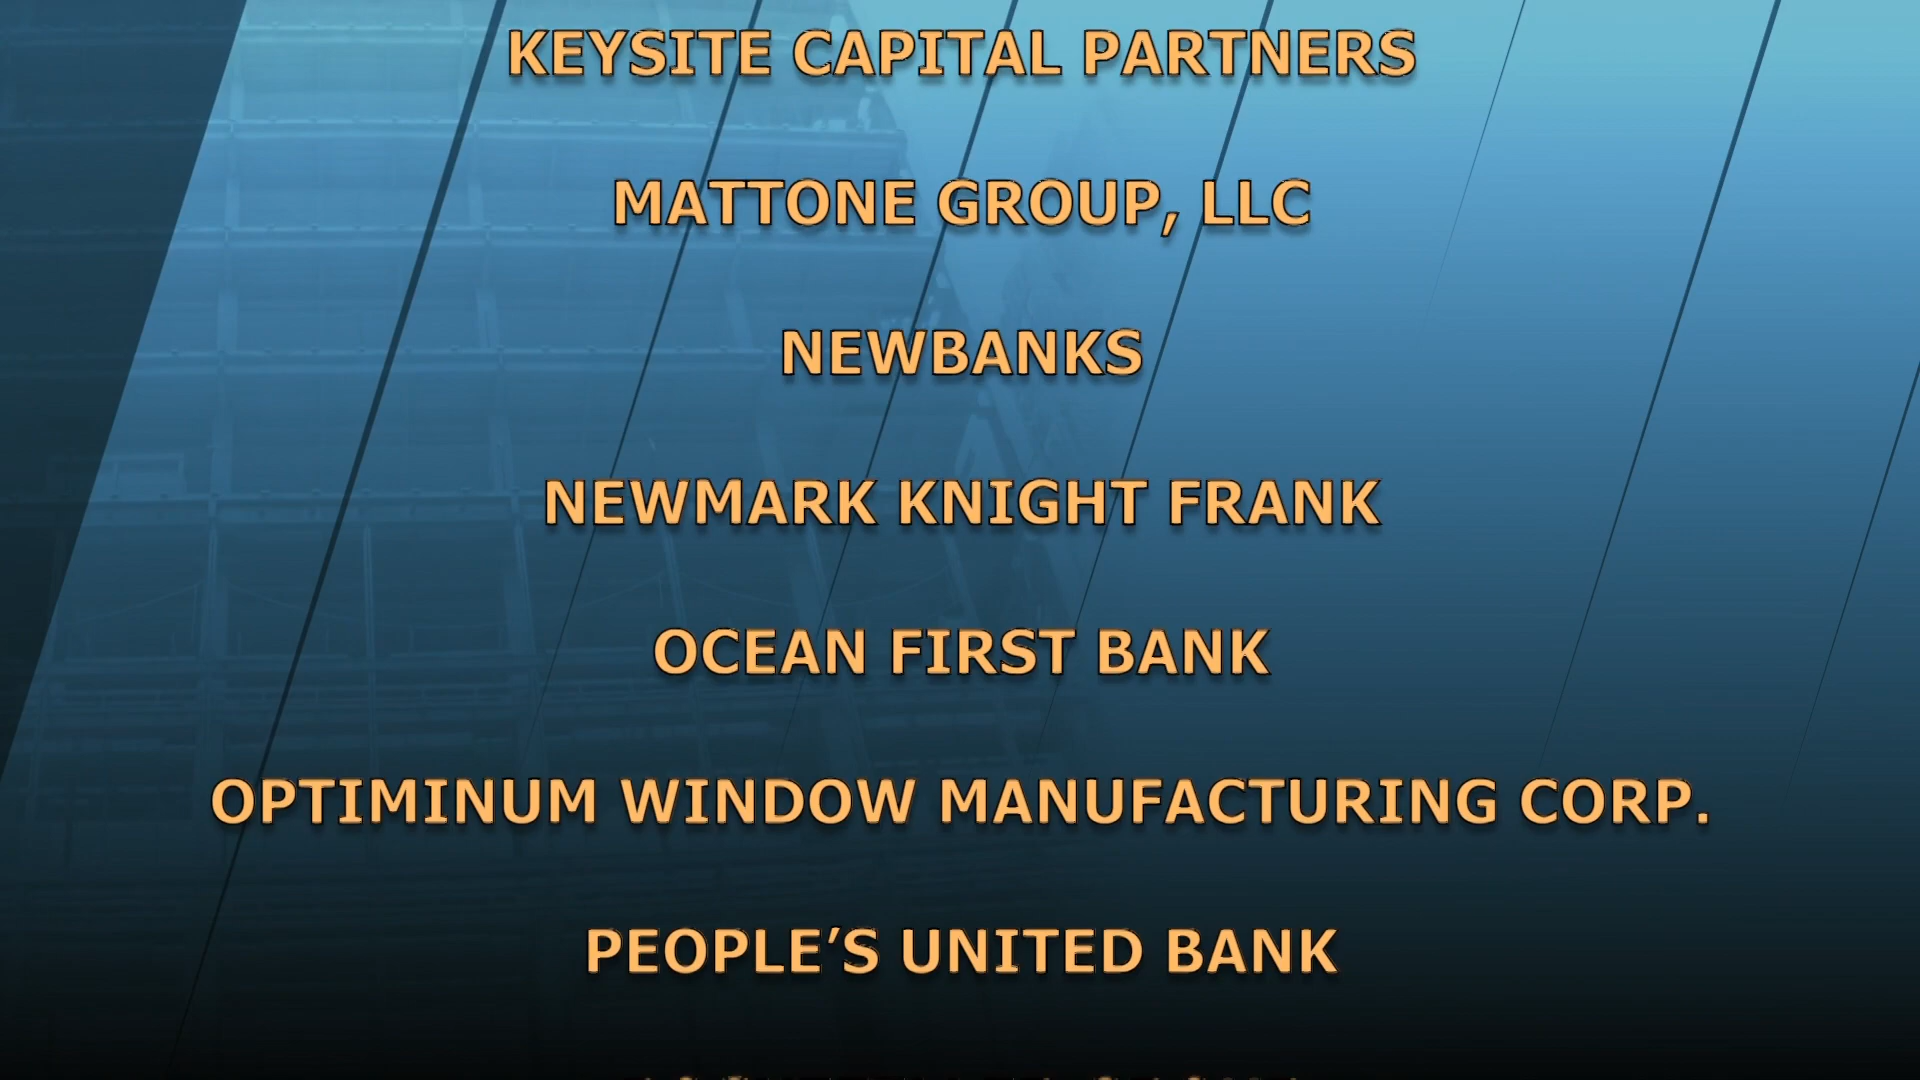 KEYSITE CAPITAL PARTNERS
MATTONE GROUP, LLC
NEWBANKS
NEWMARK KNIGHT FRANK
OCEAN FIRST BANK
OPTIMINUM WINDOW MANUFACTURING CORP.
PEOPLE’S UNITED BANK